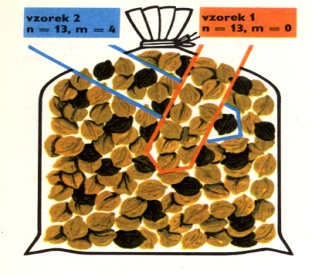 vzorek 2
n = 13, m = 4
vzorek 1
n = 13, m = 0